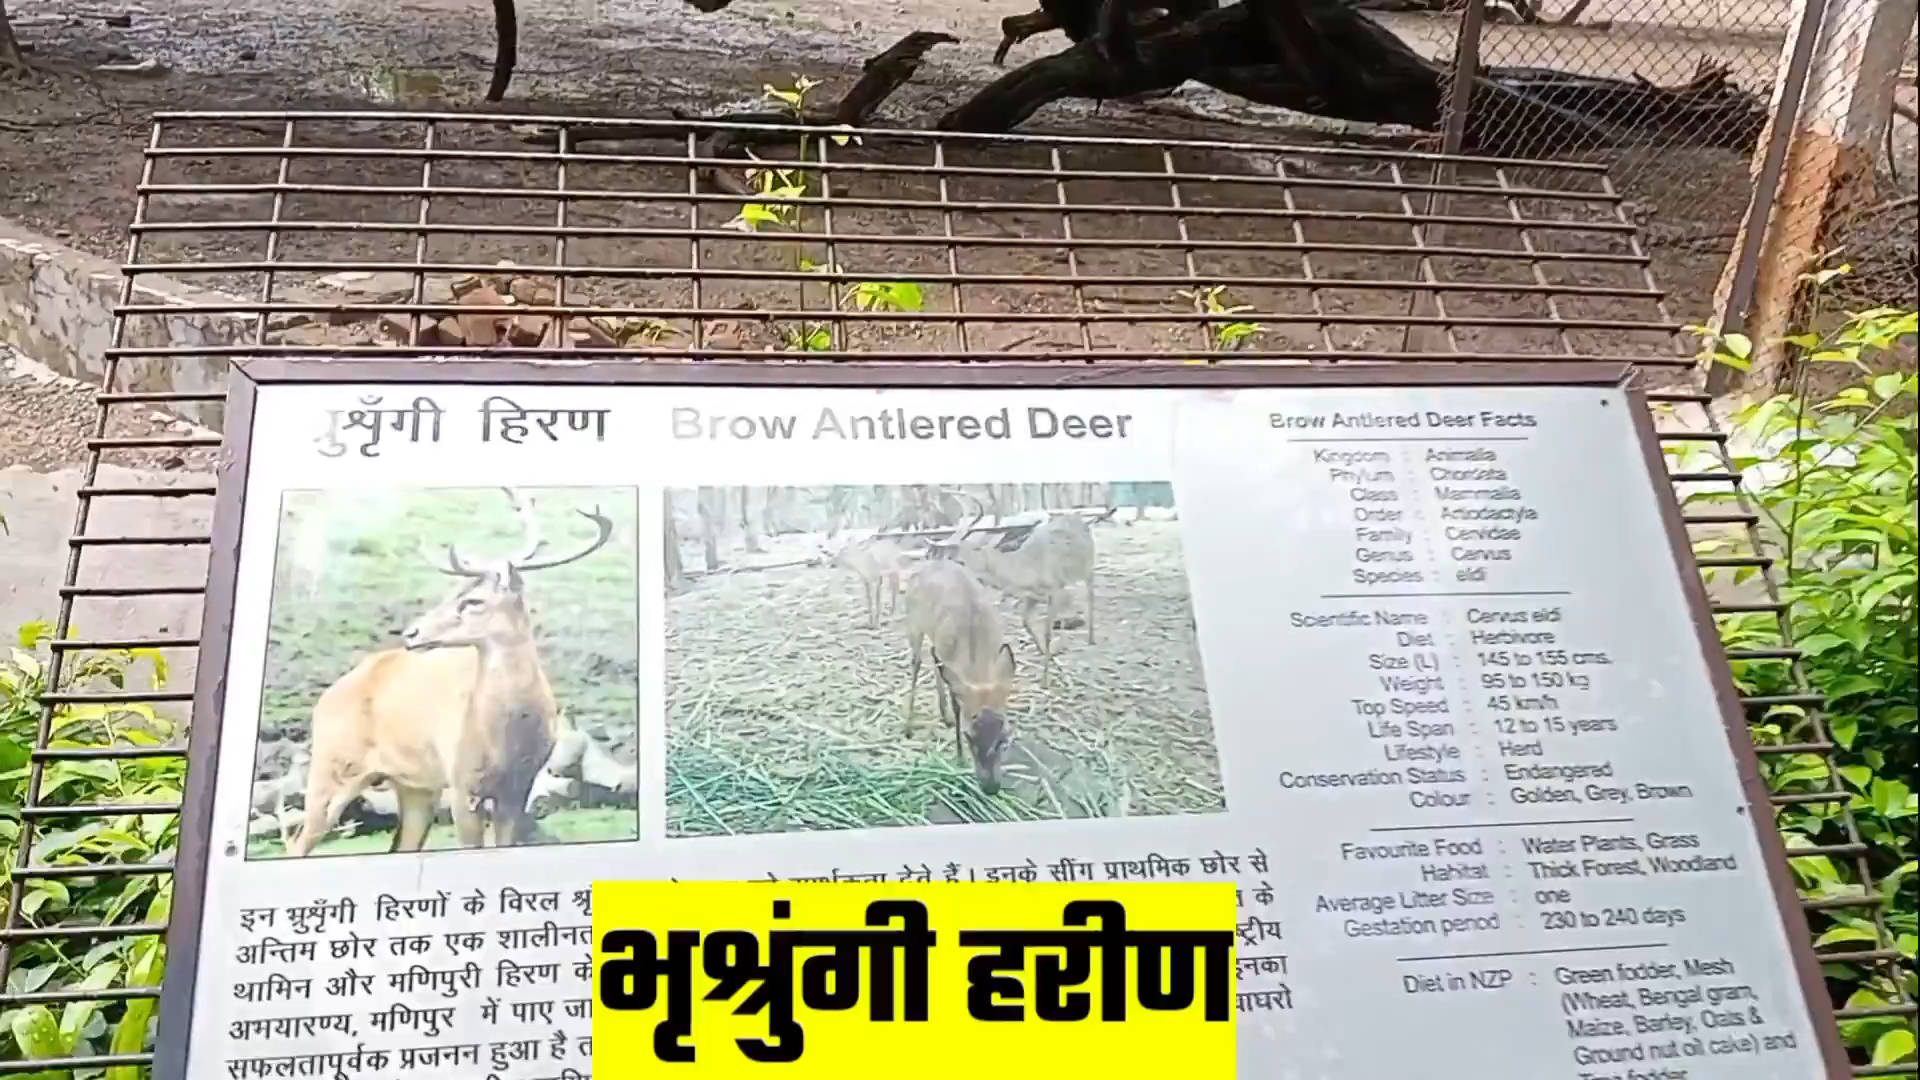 भ्रुश्रृँगी हिरण Brow Antlered Deer
Brow Antlered Deer Facts
Kingdom : Animalia
Phylum : Chordata
Class : Mammalia
Order : Artiodactyla
Family : Cervidae
Genus : Cervus
Species : eldi
Scientific Name : Cervus eldi
Diet : Herbivore
Size (L) : 145 to 155 cms.
Weight : 95 to 150 kg
Top Speed : 45 km/h
Life Span : 12 to 15 years
Lifestyle : Herd
Conservation Status : Endangered
Colour : Golden, Grey, Brown
Favourite Food : Water Plants, Grass
Habitat : Thick Forest, Woodland
Average Litter Size : one
Gestation period : 230 to 240 days
Diet in NZP : Green fodder, Mesh
(Wheat, Bengal gram,
Maize, Barley, Oats &
Ground nut oil cake) and
fodder
इन भ्रुश्रृँगी हिरणों के विरल देते हैं। इनके सींग प्राथमिक छोर से
अन्तिम छोर तक एक के
थामिन और मणिपुरी हिरण
अभयारण्य, मणिपुर में पाए
सफलतापूर्वक प्रजनन हुआ है
भृश्रुंगी हरीण